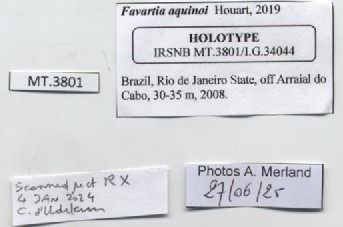 Favartia aquinoi Houart, 2019
HOLOTYPE
IRSNB MT.3801/I.G.34044
Brazil, Rio de Janeiro State, off Arraial do
Cabo, 30-35 m, 2008.
MT.3801
Scanned μct RX
4 JAN 2024
Photos A. Merland
27/06/25